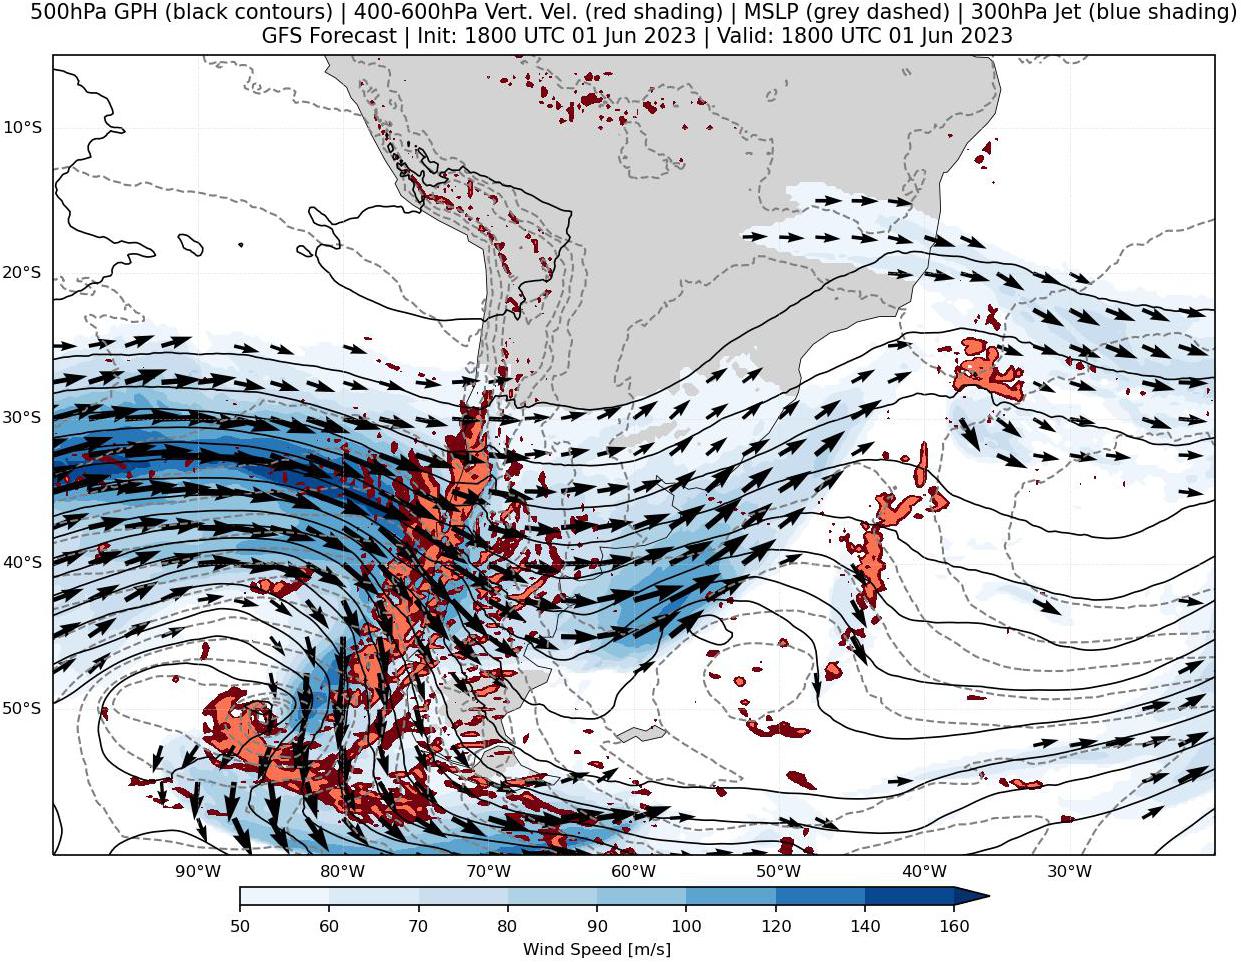 500hPa GPH (black contours) | 400-600hPa Vert. Vel. (red shading) | MSLP (grey dashed) | 300hPa Jet (blue shading)
GFS Forecast | Init: 1800 UTC 01 Jun 2023 | Valid: 1800 UTC 01 Jun 2023
10°S
20°S
30°S
40°S
50°S
90°W 80°W 70°W 60°W 50°W 40°W 30°W
50 60 70 80 90 100 120 140 160
Wind Speed [m/s]